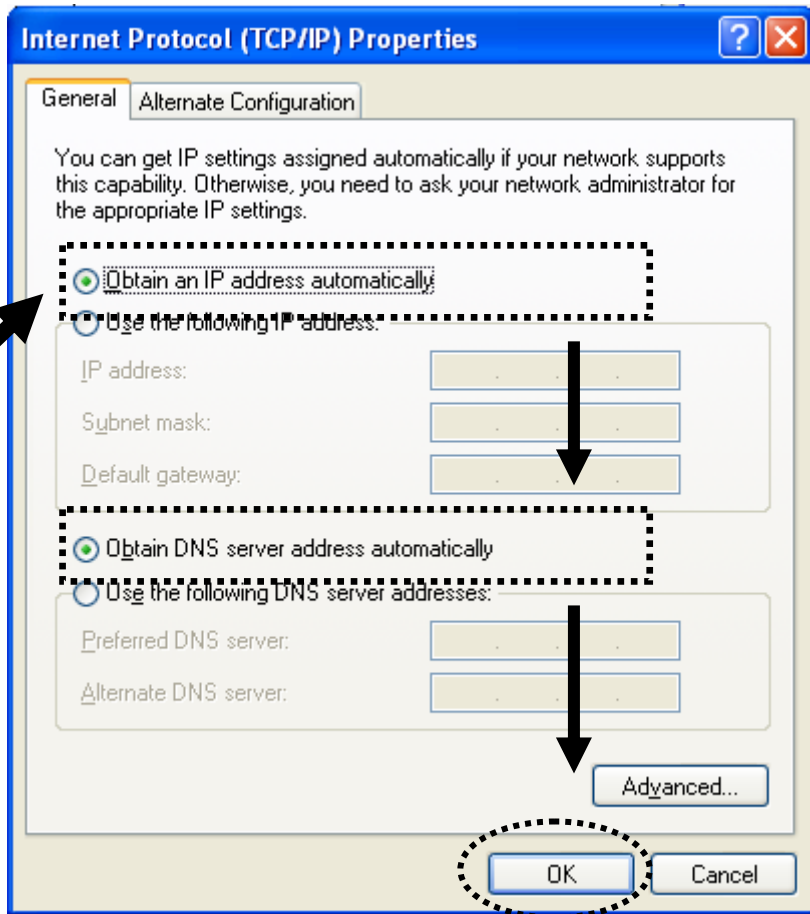 Internet Protocol (TCP/IP) Properties
General
Alternate Configuration
You can get IP settings assigned automatically if your network supports
this capability. Otherwise, you need to ask your network administrator for
the appropriate IP settings.
Obtain an IP address automatically
Use the following IP address:
IP address:
Subnet mask:
Default gateway:
Obtain DNS server address automatically
Use the following DNS server addresses:
Preferred DNS server:
Alternate DNS server:
Advanced...
OK
Cancel